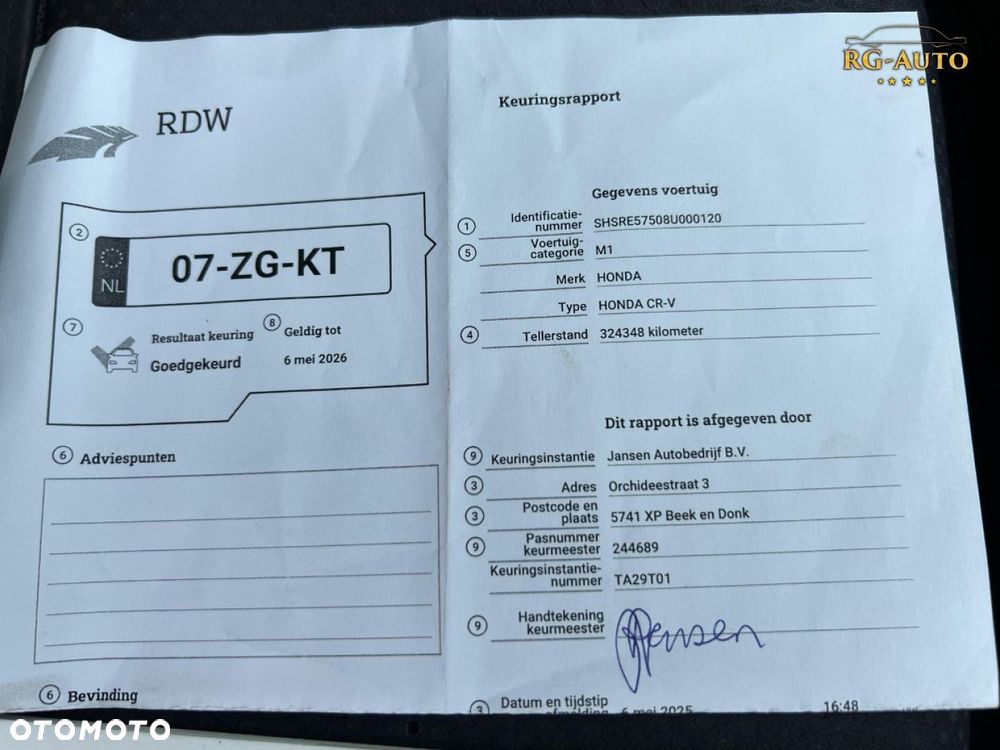 RG-AUTO
RDW
Keuringsrapport
2
NL
07-ZG-KT
7
Resultaat keuring
Goedgekeurd
8
Geldig tot
6 mei 2026
6 Adviespunten
6 Bevinding
Gegevens voertuig
1 Identificatie-
nummer SHSRE57508U000120
5 Voertuig-
categorie M1
Merk HONDA
Type HONDA CR-V
4 Tellerstand 324348 kilometer
Dit rapport is afgegeven door
9 Keuringsinstantie Jansen Autobedrijf B.V.
3 Adres Orchideestraat 3
3 Postcode en
plaats 5741 XP Beek en Donk
9 Pasnummer
keurmeester 244689
Keuringsinstantie-
nummer TA29T01
9 Handtekening
keurmeester Jansen
3 Datum en tijdstip
afmelding 6 mei 2025 16:48
OTOMOTO